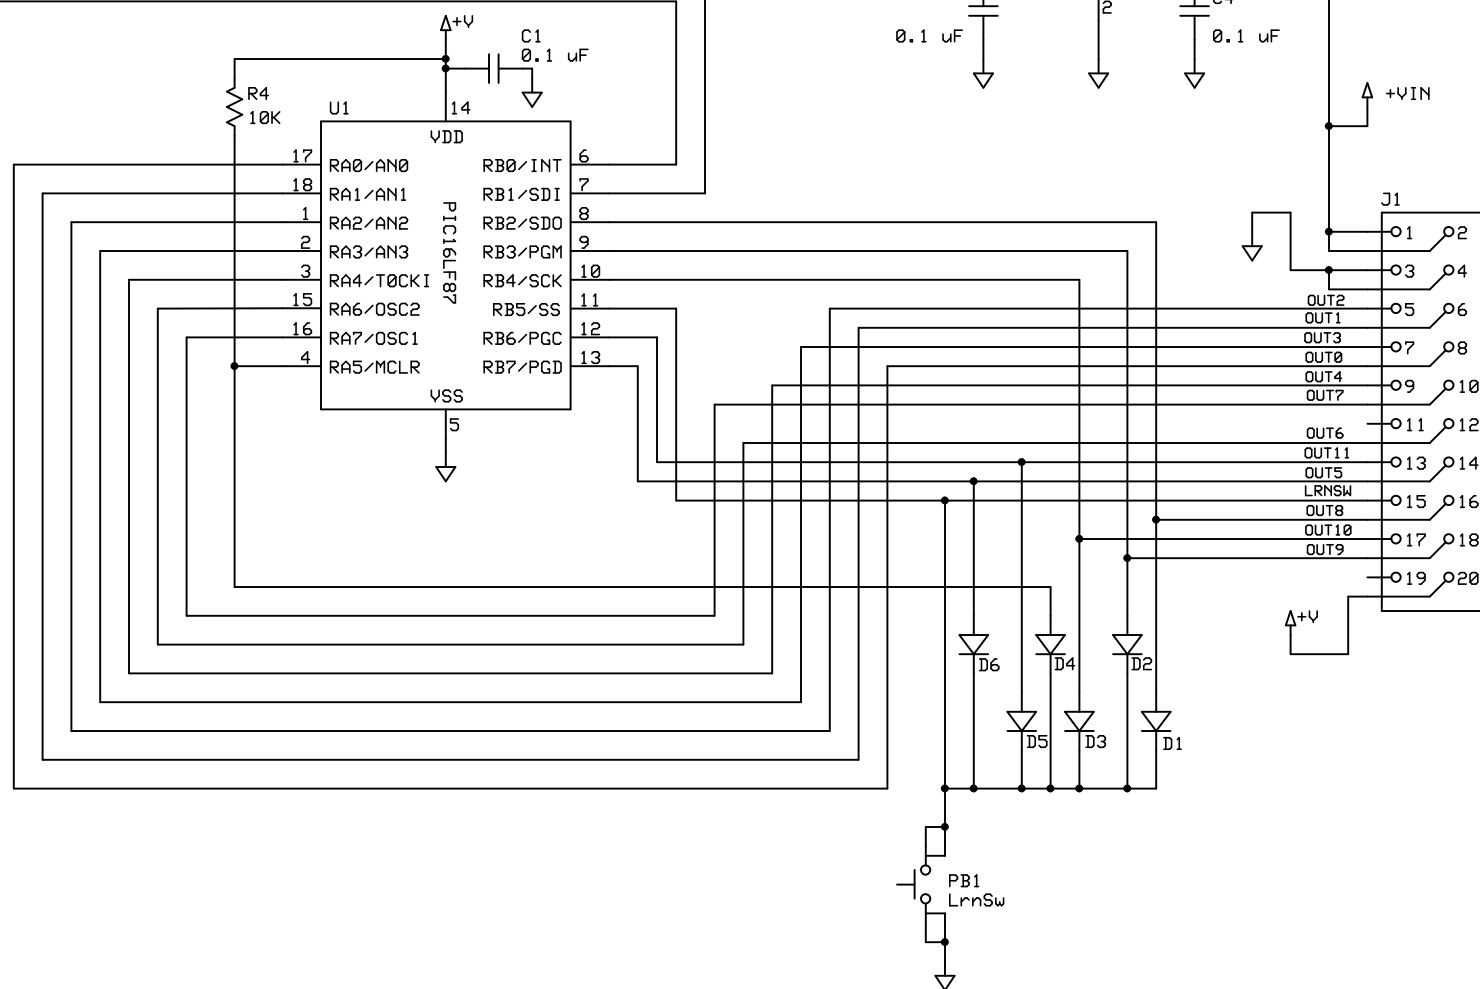 +V
C1
0.1 uF
2
C4
0.1 uF
0.1 uF
R4
10K
U1
14
VDD
+VIN
17 RA0/AN0 RB0/INT 6
18 RA1/AN1 RB1/SDI 7
1 RA2/AN2 RB2/SDO 8
2 RA3/AN3 RB3/PGM 9
3 RA4/T0CKI RB4/SCK 10
15 RA6/OSC2 RB5/SS 11
16 RA7/OSC1 RB6/PGC 12
4 RA5/MCLR RB7/PGD 13
PIC16LF87
VSS
5
J1
1 2
3 4
OUT2
5 6
OUT1
OUT3
7 8
OUT0
OUT4
9 10
OUT7
11 12
OUT6
OUT11
13 14
OUT5
LRNSW
15 16
OUT8
OUT10
17 18
OUT9
19 20
+V
D6
D4
D2
D5
D3
D1
PB1
LrnSw